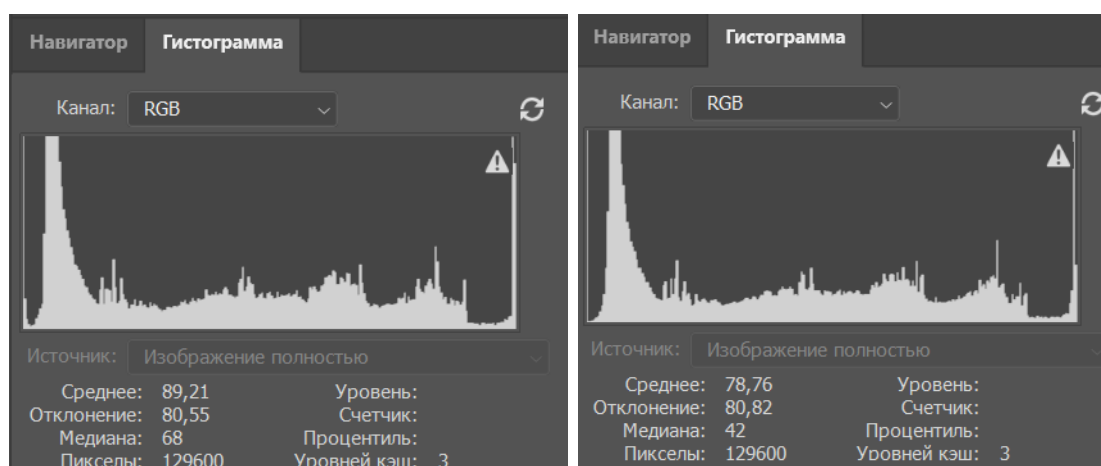 Навигатор Гистограмма
Канал: RGB
Источник: Изображение полностью
Среднее: 89,21 Уровень:
Отклонение: 80,55 Счетчик:
Медиана: 68 Процентиль:
Пикселы: 129600 Уровней кэш: 3
Навигатор Гистограмма
Канал: RGB
Источник: Изображение полностью
Среднее: 78,76 Уровень:
Отклонение: 80,82 Счетчик:
Медиана: 42 Процентиль:
Пикселы: 129600 Уровней кэш: 3